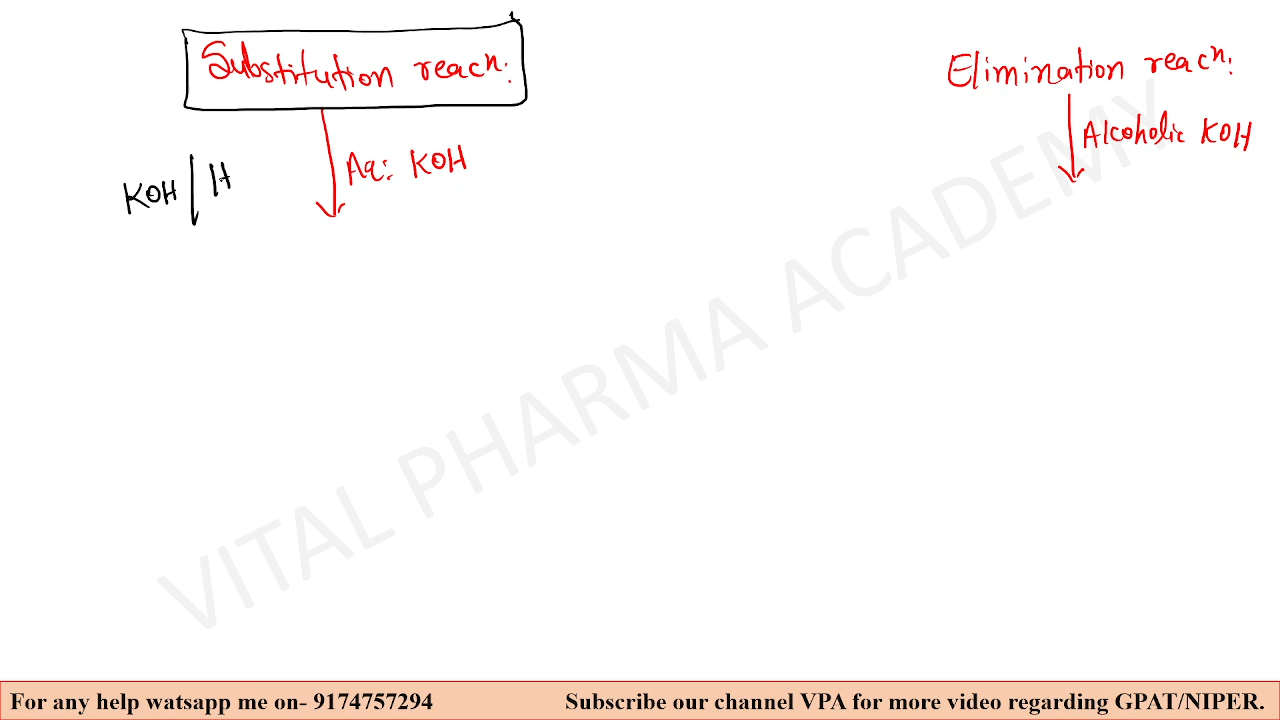 Substitution reacn:
Elimination reacn:
Aq: KOH
Alcoholic KOH
KOH | H
VITAL PHARMA ACADEMY
For any help watsapp me on- 9174757294
Subscribe our channel VPA for more video regarding GPAT/NIPER.